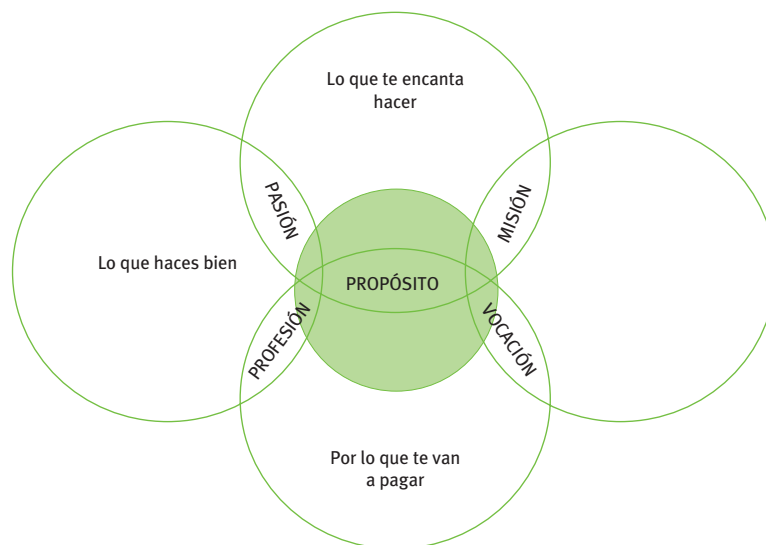 Lo que te encanta
hacer
PASIÓN
MISIÓN
Lo que haces bien
PROPÓSITO
PROFESIÓN
VOCACIÓN
Por lo que te van
a pagar